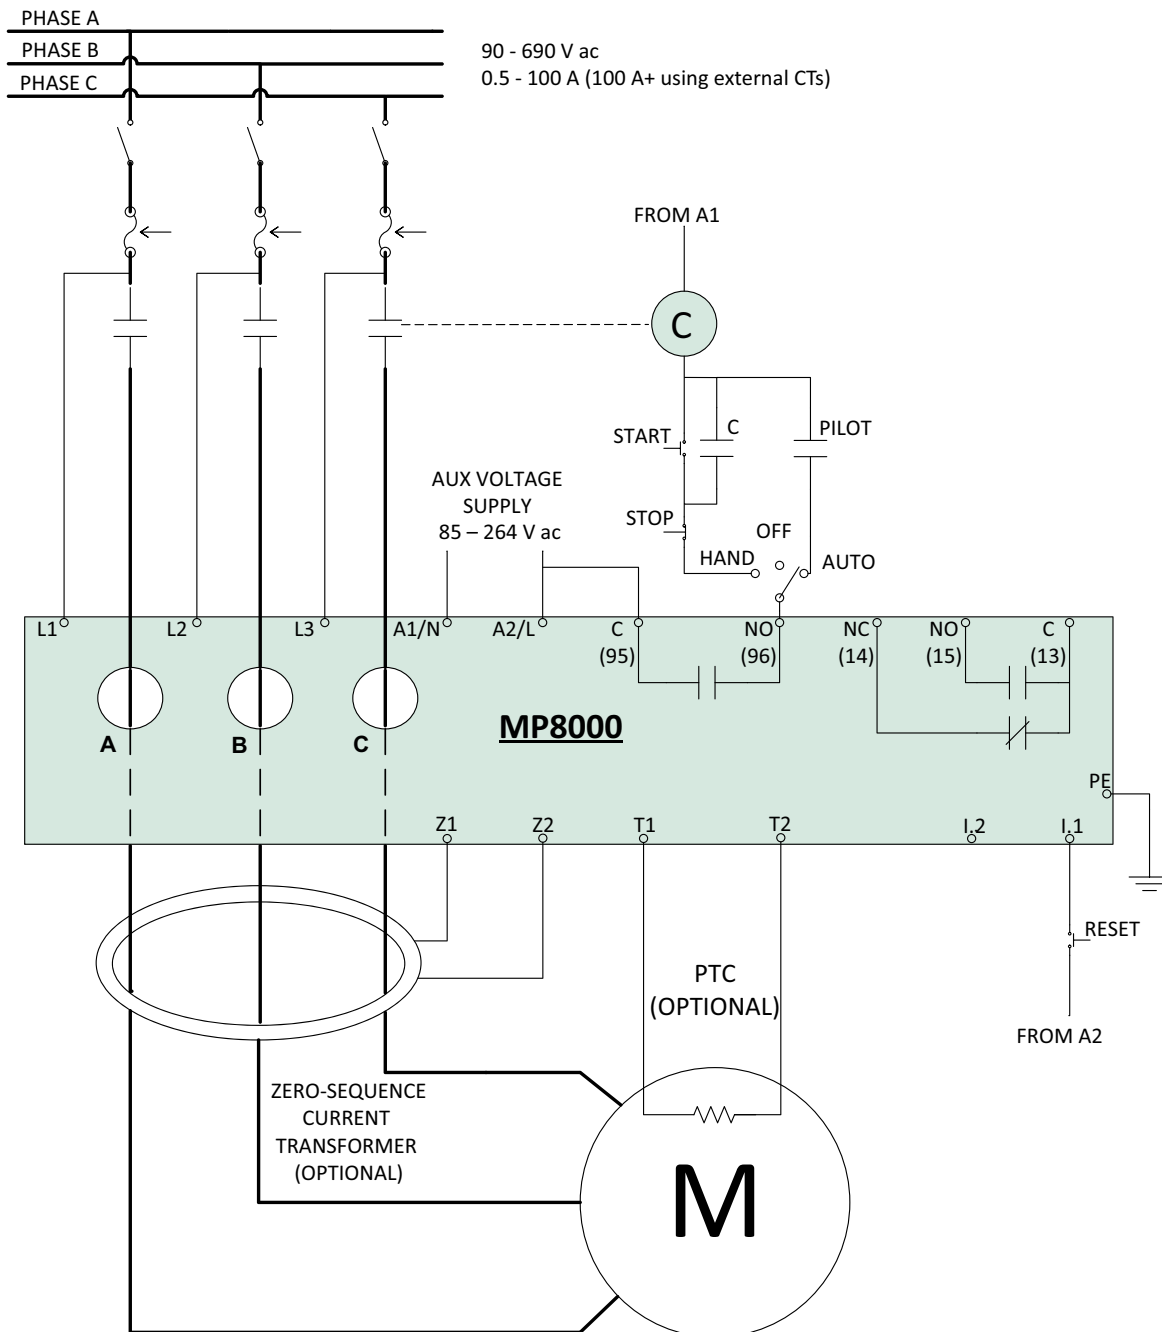 PHASE A
PHASE B
PHASE C
90 - 690 V ac
0.5 - 100 A (100 A+ using external CTs)
FROM A1
C
START
C
PILOT
AUX VOLTAGE
SUPPLY
85 – 264 V ac
STOP
OFF
HAND
AUTO
L1
L2
L3
A1/N
A2/L
C
(95)
NO
(96)
NC
(14)
NO
(15)
C
(13)
A
B
C
MP8000
PE
Z1
Z2
T1
T2
I.2
I.1
RESET
PTC
(OPTIONAL)
FROM A2
ZERO-SEQUENCE
CURRENT
TRANSFORMER
(OPTIONAL)
M